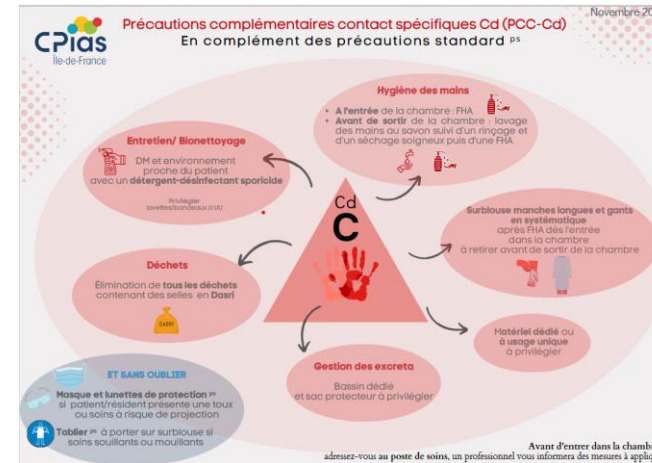 Précautions complémentaires contact spécifiques Cd (PCC-Cd)
En complément des précautions standard ps
Novembre 20
CPias
Île-de-France
Hygiène des mains
• A l'entrée de la chambre : FHA
• Avant de sortir de la chambre : lavage
des mains au savon suivi d'un rinçage et
d'un séchage soigneux puis d'une FHA
Entretien/ Bionettoyage
DM et environnement
proche du patient
avec un détergent-désinfectant sporicide
Privilégier
lavettes/bandeaux à UU
Cd
C
Surblouse manches longues et gants
en systématique
après FHA dès l'entrée
dans la chambre
à retirer avant de sortir de la chambre
Déchets
Élimination de tous les déchets
contenant des selles en Dasri
DASRI
Matériel dédié ou
à usage unique
à privilégier
Gestion des excreta
Bassin dédié
et sac protecteur à privilégier
ET SANS OUBLIER
Masque et lunettes de protection ps
si patient/résident présente une toux
ou soins à risque de projection
Tablier ps à porter sur surblouse si
soins souillants ou mouillants
Avant d'entrer dans la chamb
adressez-vous au poste de soins, un professionnel vous informera des mesures à appliq